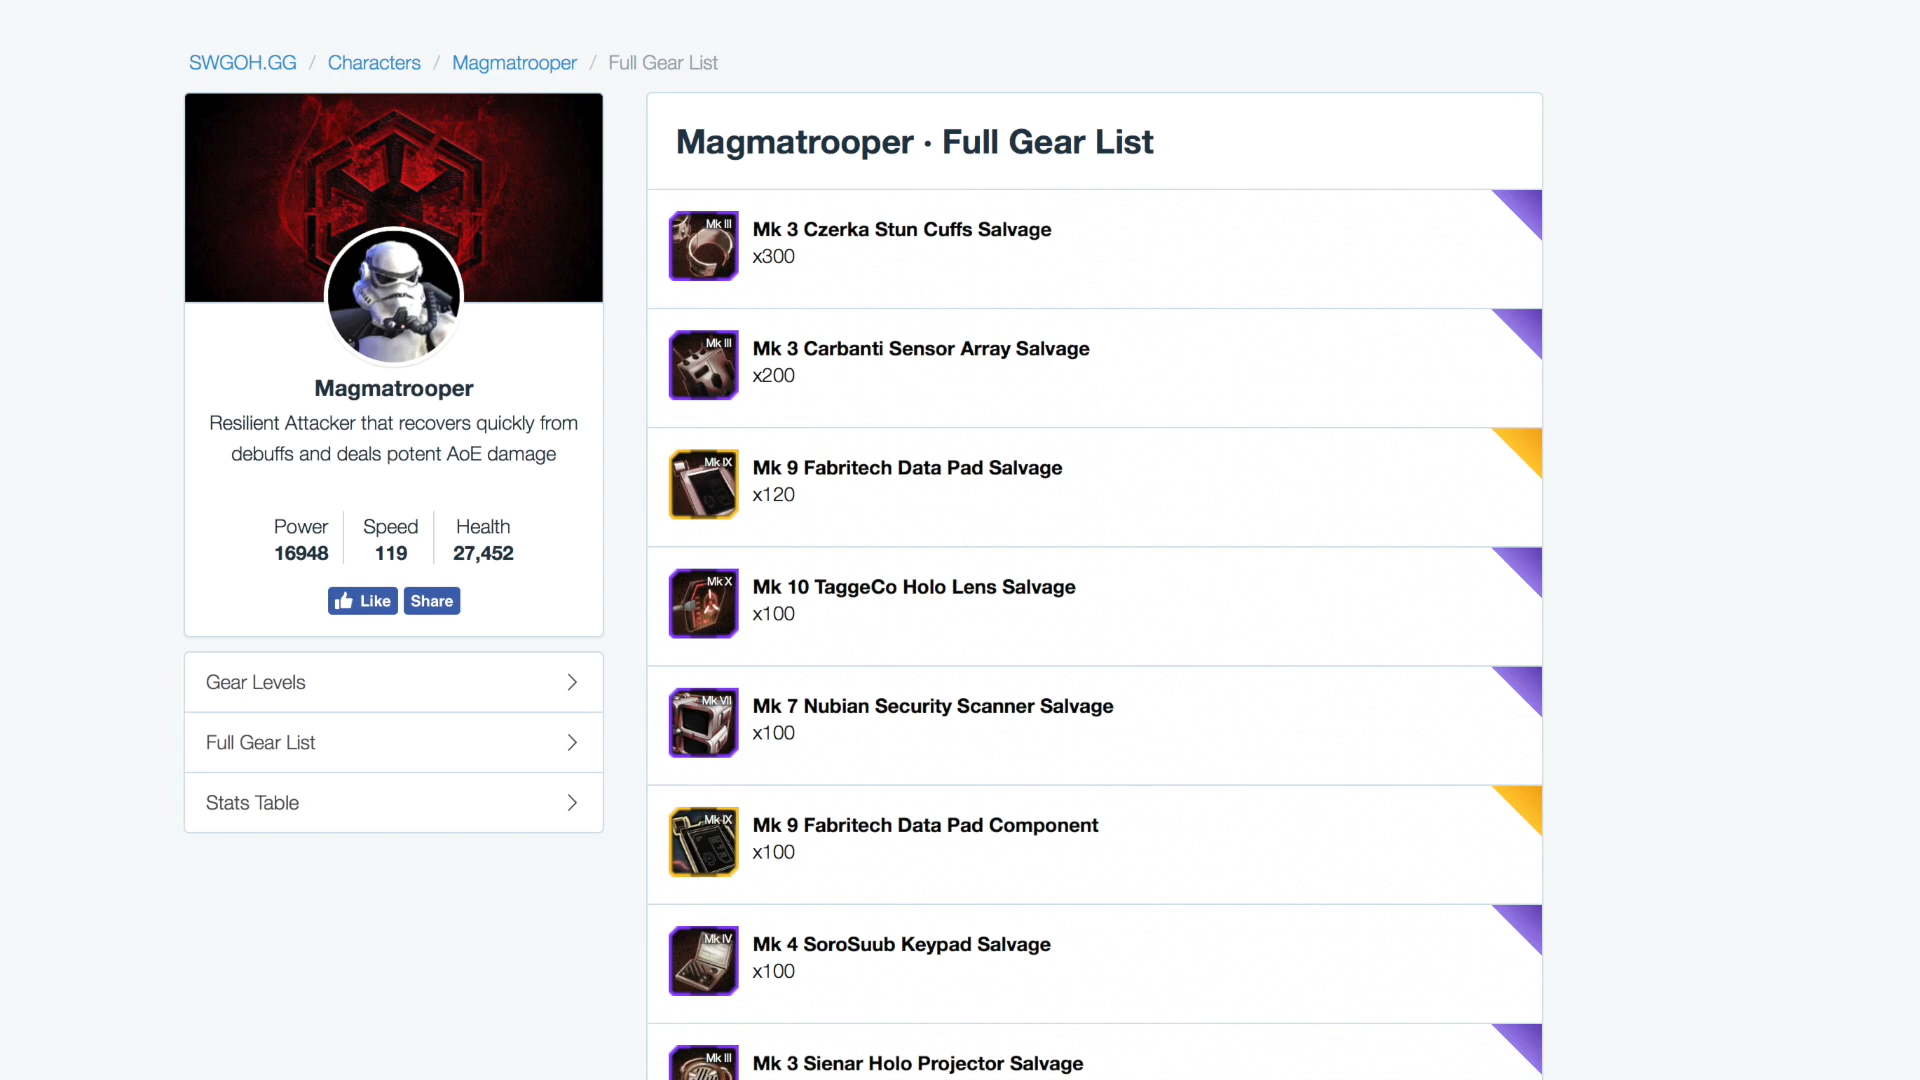 SWGOH.GG / Characters / Magmatrooper / Full Gear List
Magmatrooper
Resilient Attacker that recovers quickly from
debuffs and deals potent AoE damage
Power Speed Health
16948 119 27,452
Like Share
Gear Levels
Full Gear List
Stats Table
Magmatrooper · Full Gear List
Mk III
Mk 3 Czerka Stun Cuffs Salvage
x300
Mk III
Mk 3 Carbanti Sensor Array Salvage
x200
Mk IX
Mk 9 Fabritech Data Pad Salvage
x120
Mk X
Mk 10 TaggeCo Holo Lens Salvage
x100
Mk VII
Mk 7 Nubian Security Scanner Salvage
x100
Mk IX
Mk 9 Fabritech Data Pad Component
x100
Mk IV
Mk 4 SoroSuub Keypad Salvage
x100
Mk III
Mk 3 Sienar Holo Projector Salvage